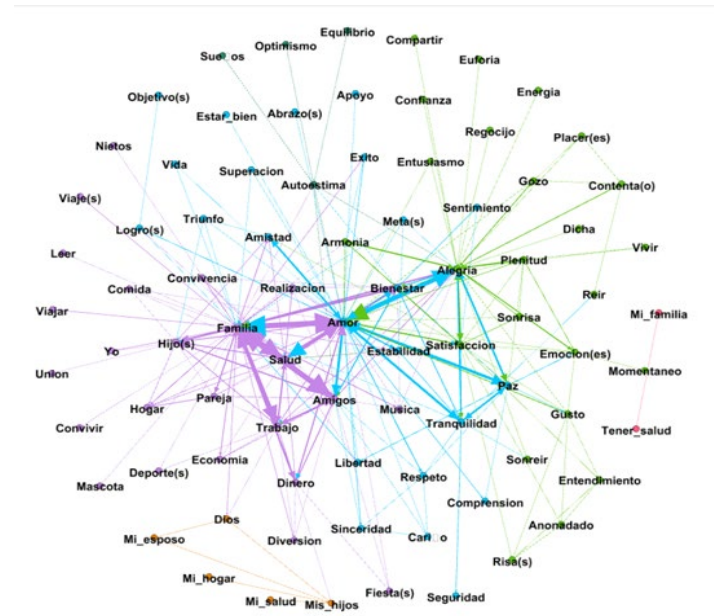 Equilibrio
Compartir
Optimismo
Sue□os
Euforia
Energia
Objetivo(s)
Apoyo
Confianza
Estar_bien
Abrazo(s)
Regocijo
Placer(es)
Nietos
Exito
Entusiasmo
Vida
Superacion
Autoestima
Gozo
Contenta(o)
Viaje(s)
Triunfo
Sentimiento
Logro(s)
Meta(s)
Dicha
Amistad
Armonia
Vivir
Leer
Plenitud
Alegria
Convivencia
Comida
Realizacion
Bienestar
Reir
Viajar
Mi_familia
Sonrisa
Familia
Amor
Yo
Hijo(s)
Satisfaccion
Estabilidad
Emocion(es)
Salud
Union
Momentaneo
Paz
Pareja
Amigos
Hogar
Musica
Gusto
Convivir
Trabajo
Tranquilidad
Tener_salud
Economia
Libertad
Sonreir
Deporte(s)
Mascota
Dinero
Respeto
Entendimiento
Comprension
Dios
Sinceridad
Anonadado
Mi_esposo
Diversion
Cari□o
Risa(s)
Mi_hogar
Fiesta(s)
Seguridad
Mi_salud
Mis_hijos